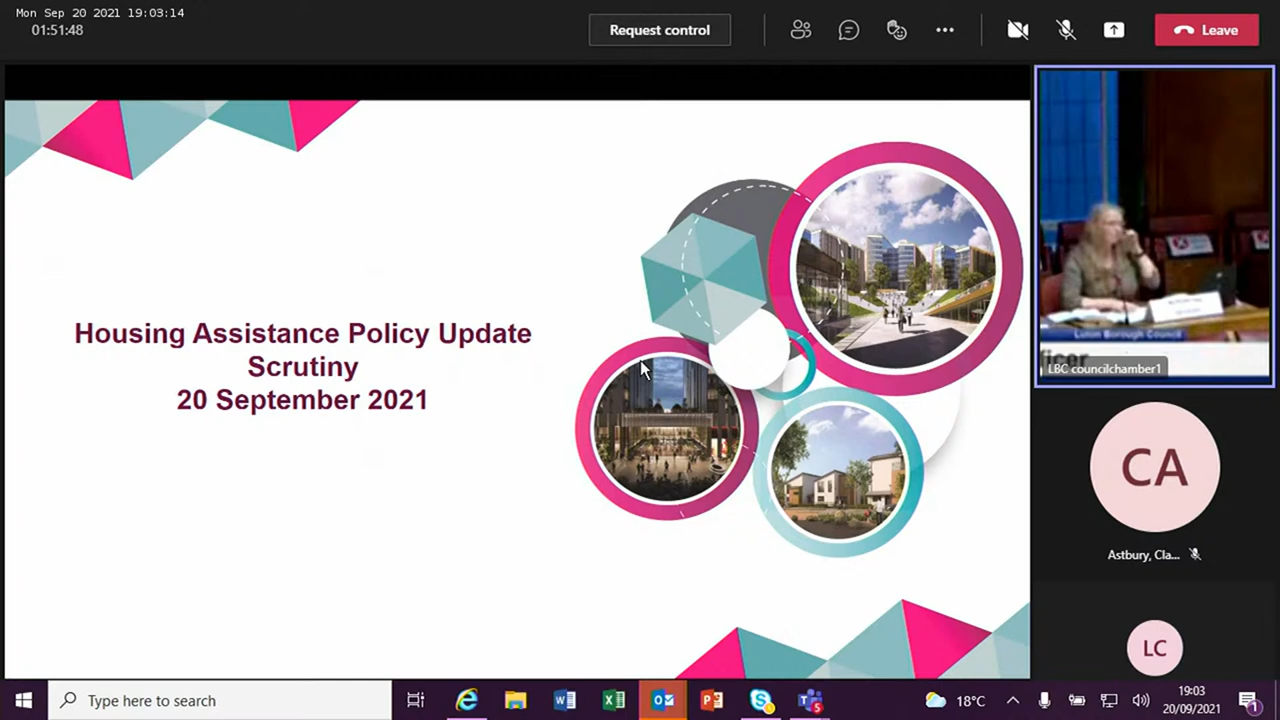 Mon Sep 20 2021 19:03:14
01:51:48
Request control
Leave
Housing Assistance Policy Update
Scrutiny
20 September 2021
Luton Borough Council
ficer
LBC councilchamber1
CA
Astbury, Cla...
LC
Type here to search
18°C
19:03
20/09/2021
1